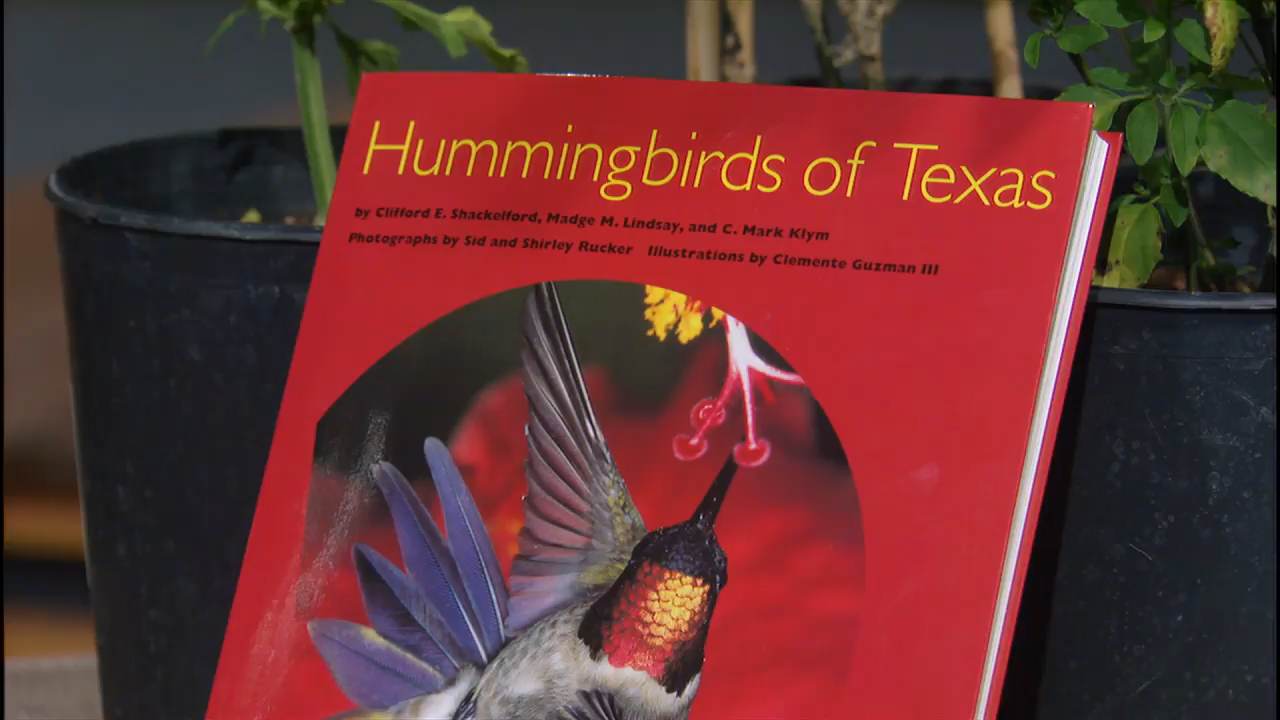 Hummingbirds of Texas
by Clifford E. Shackelford, Madge M. Lindsay, and C. Mark Klym
Photographs by Sid and Shirley Rucker Illustrations by Clemente Guzman III